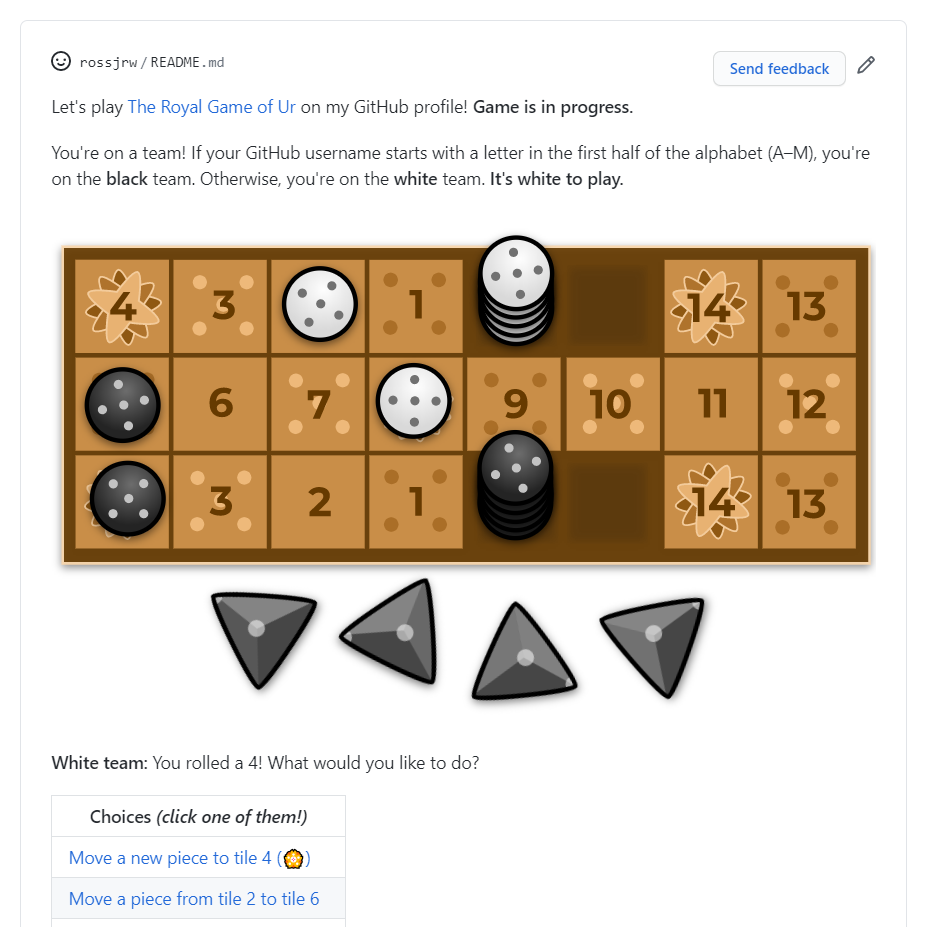 rossjrw / README.md
Send feedback
Let's play The Royal Game of Ur on my GitHub profile! Game is in progress.
You're on a team! If your GitHub username starts with a letter in the first half of the alphabet (A–M), you're
on the black team. Otherwise, you're on the white team. It's white to play.
4 3 1 14 13
6 7 9 10 11 12
3 2 1 14 13
White team: You rolled a 4! What would you like to do?
Choices (click one of them!)
Move a new piece to tile 4 (🏵️)
Move a piece from tile 2 to tile 6